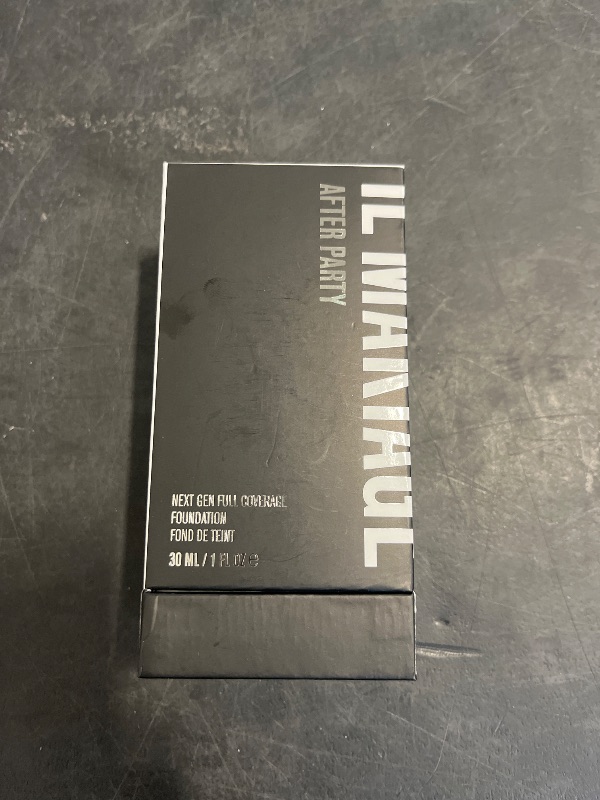 IL MAKIAGE
AFTER PARTY
NEXT GEN FULL COVERAGE
FOUNDATION
FOND DE TEINT
30 ML / 1 FL OZ ℮